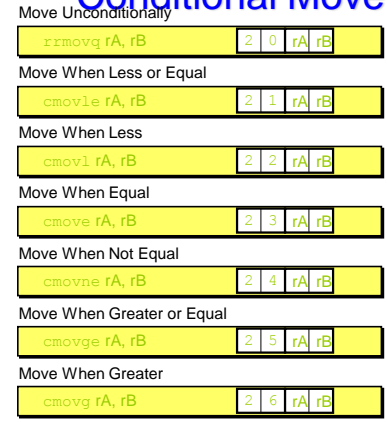 Conditional Move
Move Unconditionally
rrmovq rA, rB 2 0 rA rB
Move When Less or Equal
cmovle rA, rB 2 1 rA rB
Move When Less
cmovl rA, rB 2 2 rA rB
Move When Equal
cmove rA, rB 2 3 rA rB
Move When Not Equal
cmovne rA, rB 2 4 rA rB
Move When Greater or Equal
cmovge rA, rB 2 5 rA rB
Move When Greater
cmovg rA, rB 2 6 rA rB